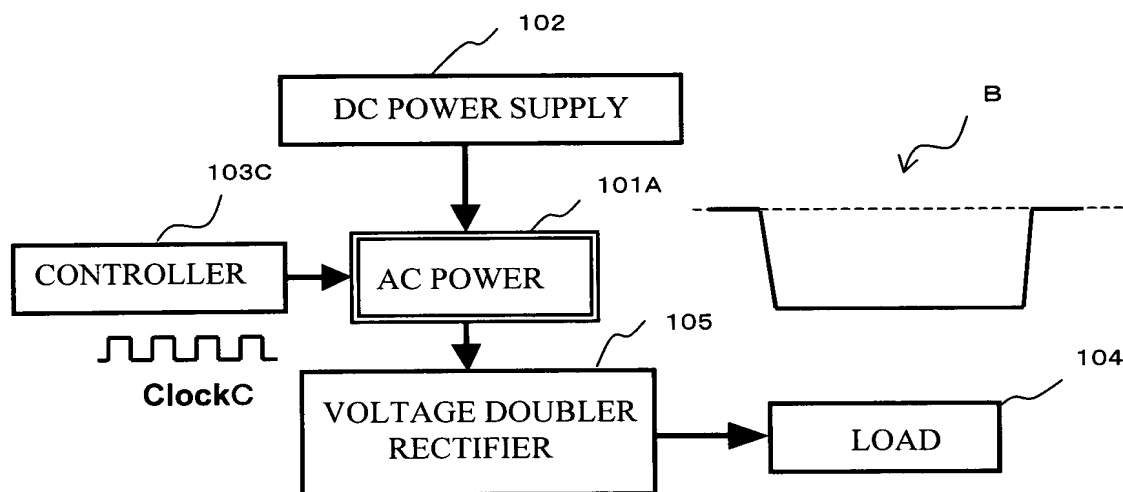 102
DC POWER SUPPLY
B
103C
101A
CONTROLLER
AC POWER
ClockC
105
104
VOLTAGE DOUBLER
RECTIFIER
LOAD